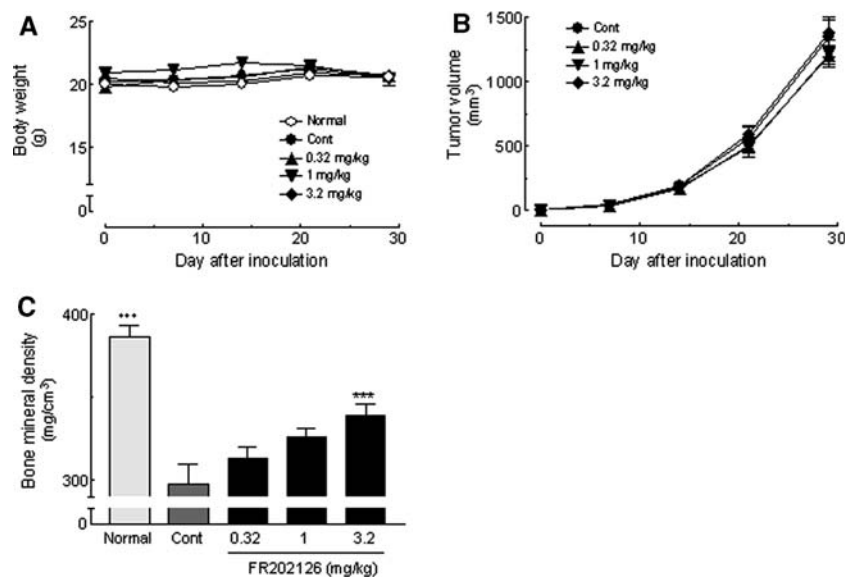 A
Body weight
(g)
25
20
15
0
Normal
Cont
0.32 mg/kg
1 mg/kg
3.2 mg/kg
0
10
20
30
Day after inoculation
B
Tumor volume
(mm³)
1500
1000
500
0
Cont
0.32 mg/kg
1 mg/kg
3.2 mg/kg
0
10
20
30
Day after inoculation
C
Bone mineral density
(mg/cm³)
400
300
0
***
***
Normal
Cont
0.32
1
3.2
FR202126 (mg/kg)